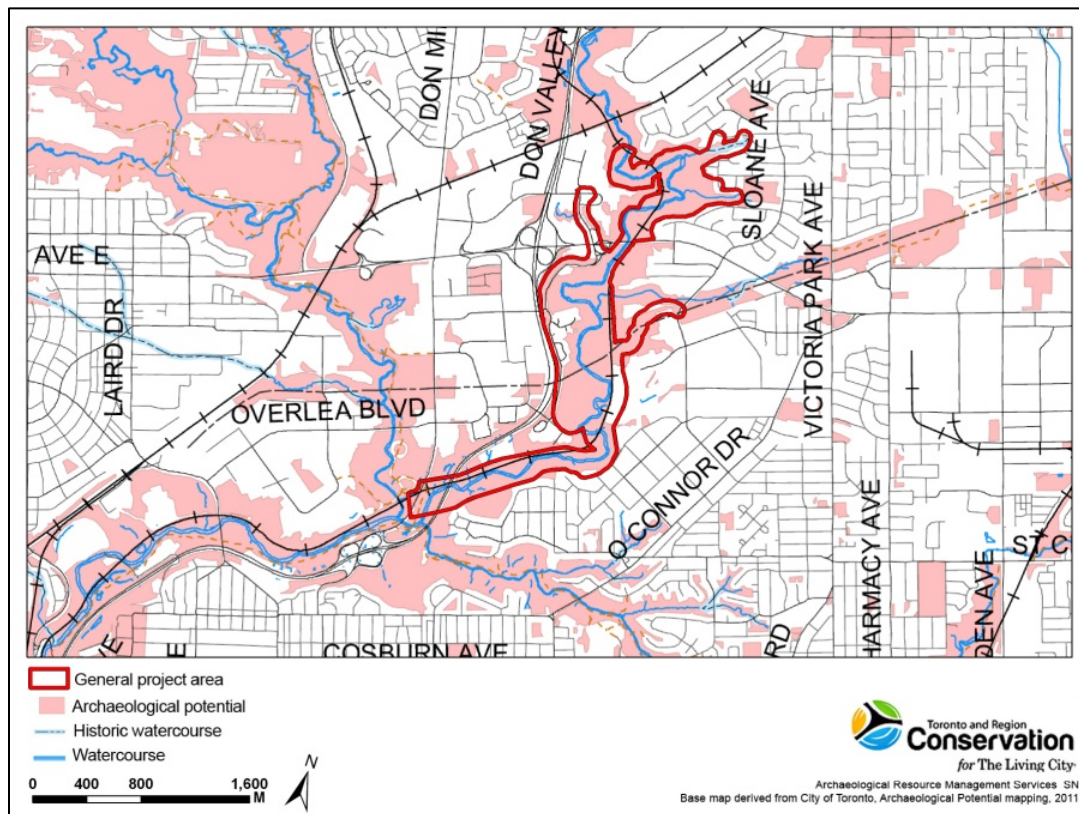 DON MI
DON VALLEY
SLOANE AVE
VICTORIA PARK AVE
AVE E
LAIRD DR
OVERLEA BLVD
O CONNOR DR
HARMACY AVE
ST C
DEN AVE
RD
VE
E
COSBURN AVE
General project area
Archaeological potential
Historic watercourse
Watercourse
0 400 800 1,600
M
N
Toronto and Region
Conservation
for The Living City
Archaeological Resource Management Services SN
Base map derived from City of Toronto, Archaeological Potential mapping, 2011